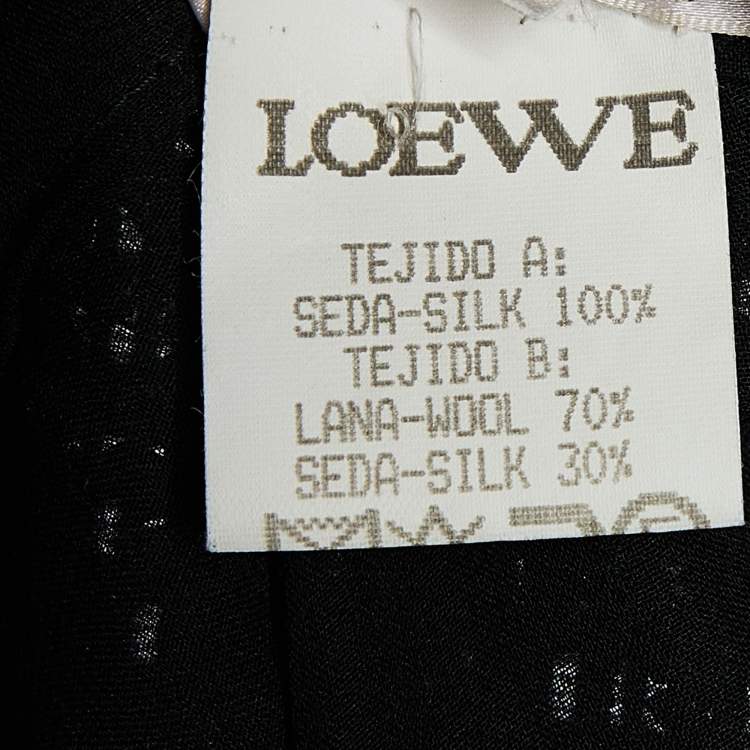 LOEWE
TEJIDO A:
SEDA-SILK 100%
TEJIDO B:
LANA-WOOL 70%
SEDA-SILK 30%